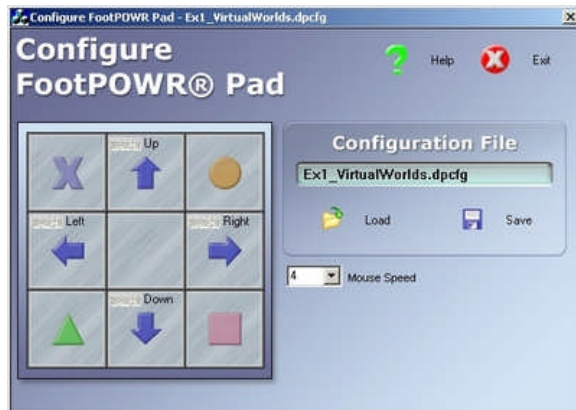 Configure FootPOWR Pad - Ex1_VirtualWorlds.dpcfg
Configure
FootPOWR® Pad
Help
Exit
Up
Left
Right
Down
Configuration File
Ex1_VirtualWorlds.dpcfg
Load
Save
4
Mouse Speed